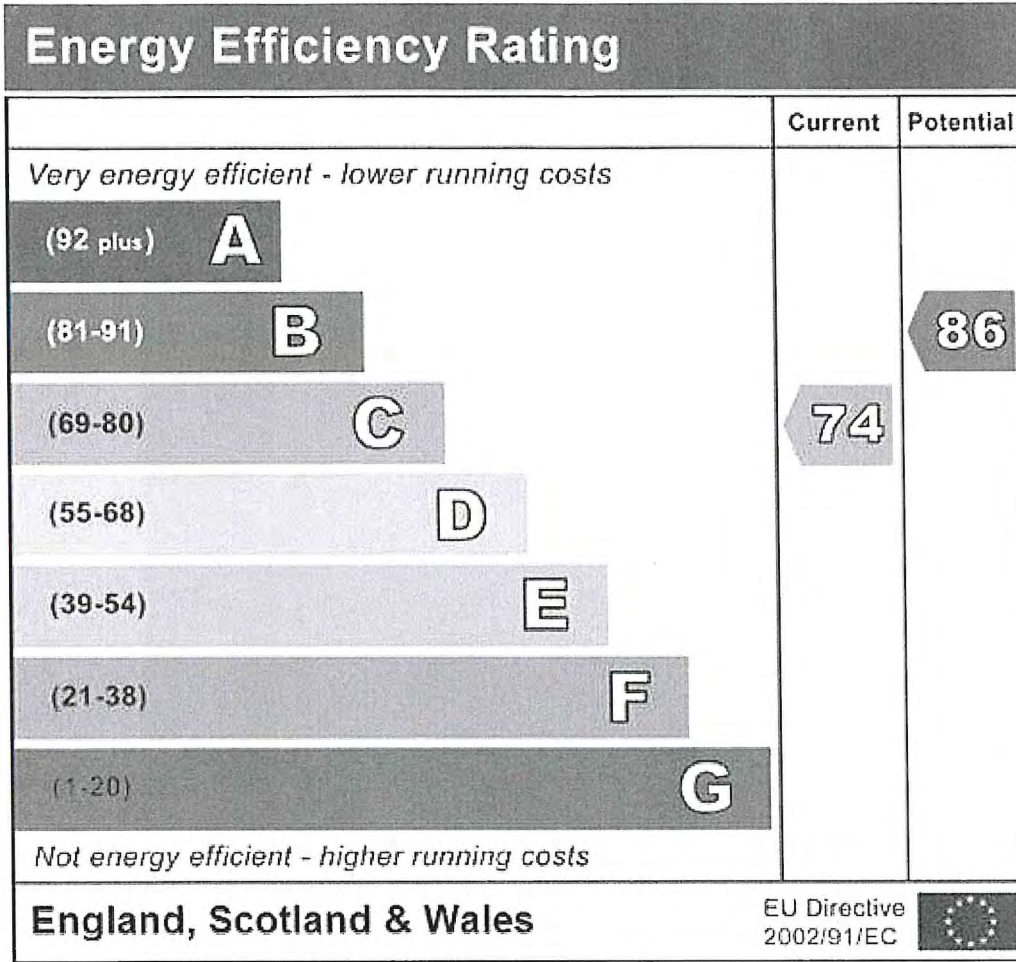 Energy Efficiency Rating
Current Potential
Very energy efficient - lower running costs
(92 plus) A
(81-91) B
86
(69-80) C
74
(55-68) D
(39-54) E
(21-38) F
(1-20) G
Not energy efficient - higher running costs
England, Scotland & Wales
EU Directive
2002/91/EC